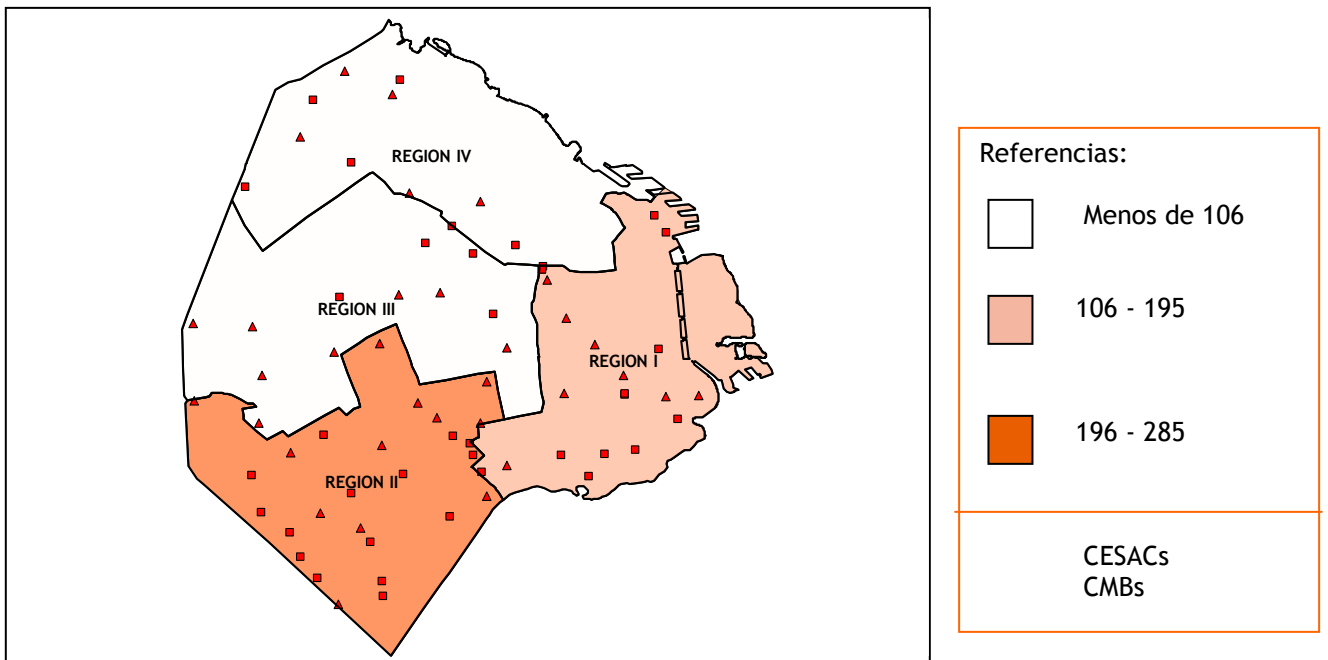 REGION IV
REGION III
REGION I
REGION II
Referencias:
Menos de 106
106 - 195
196 - 285
CESACs
CMBs